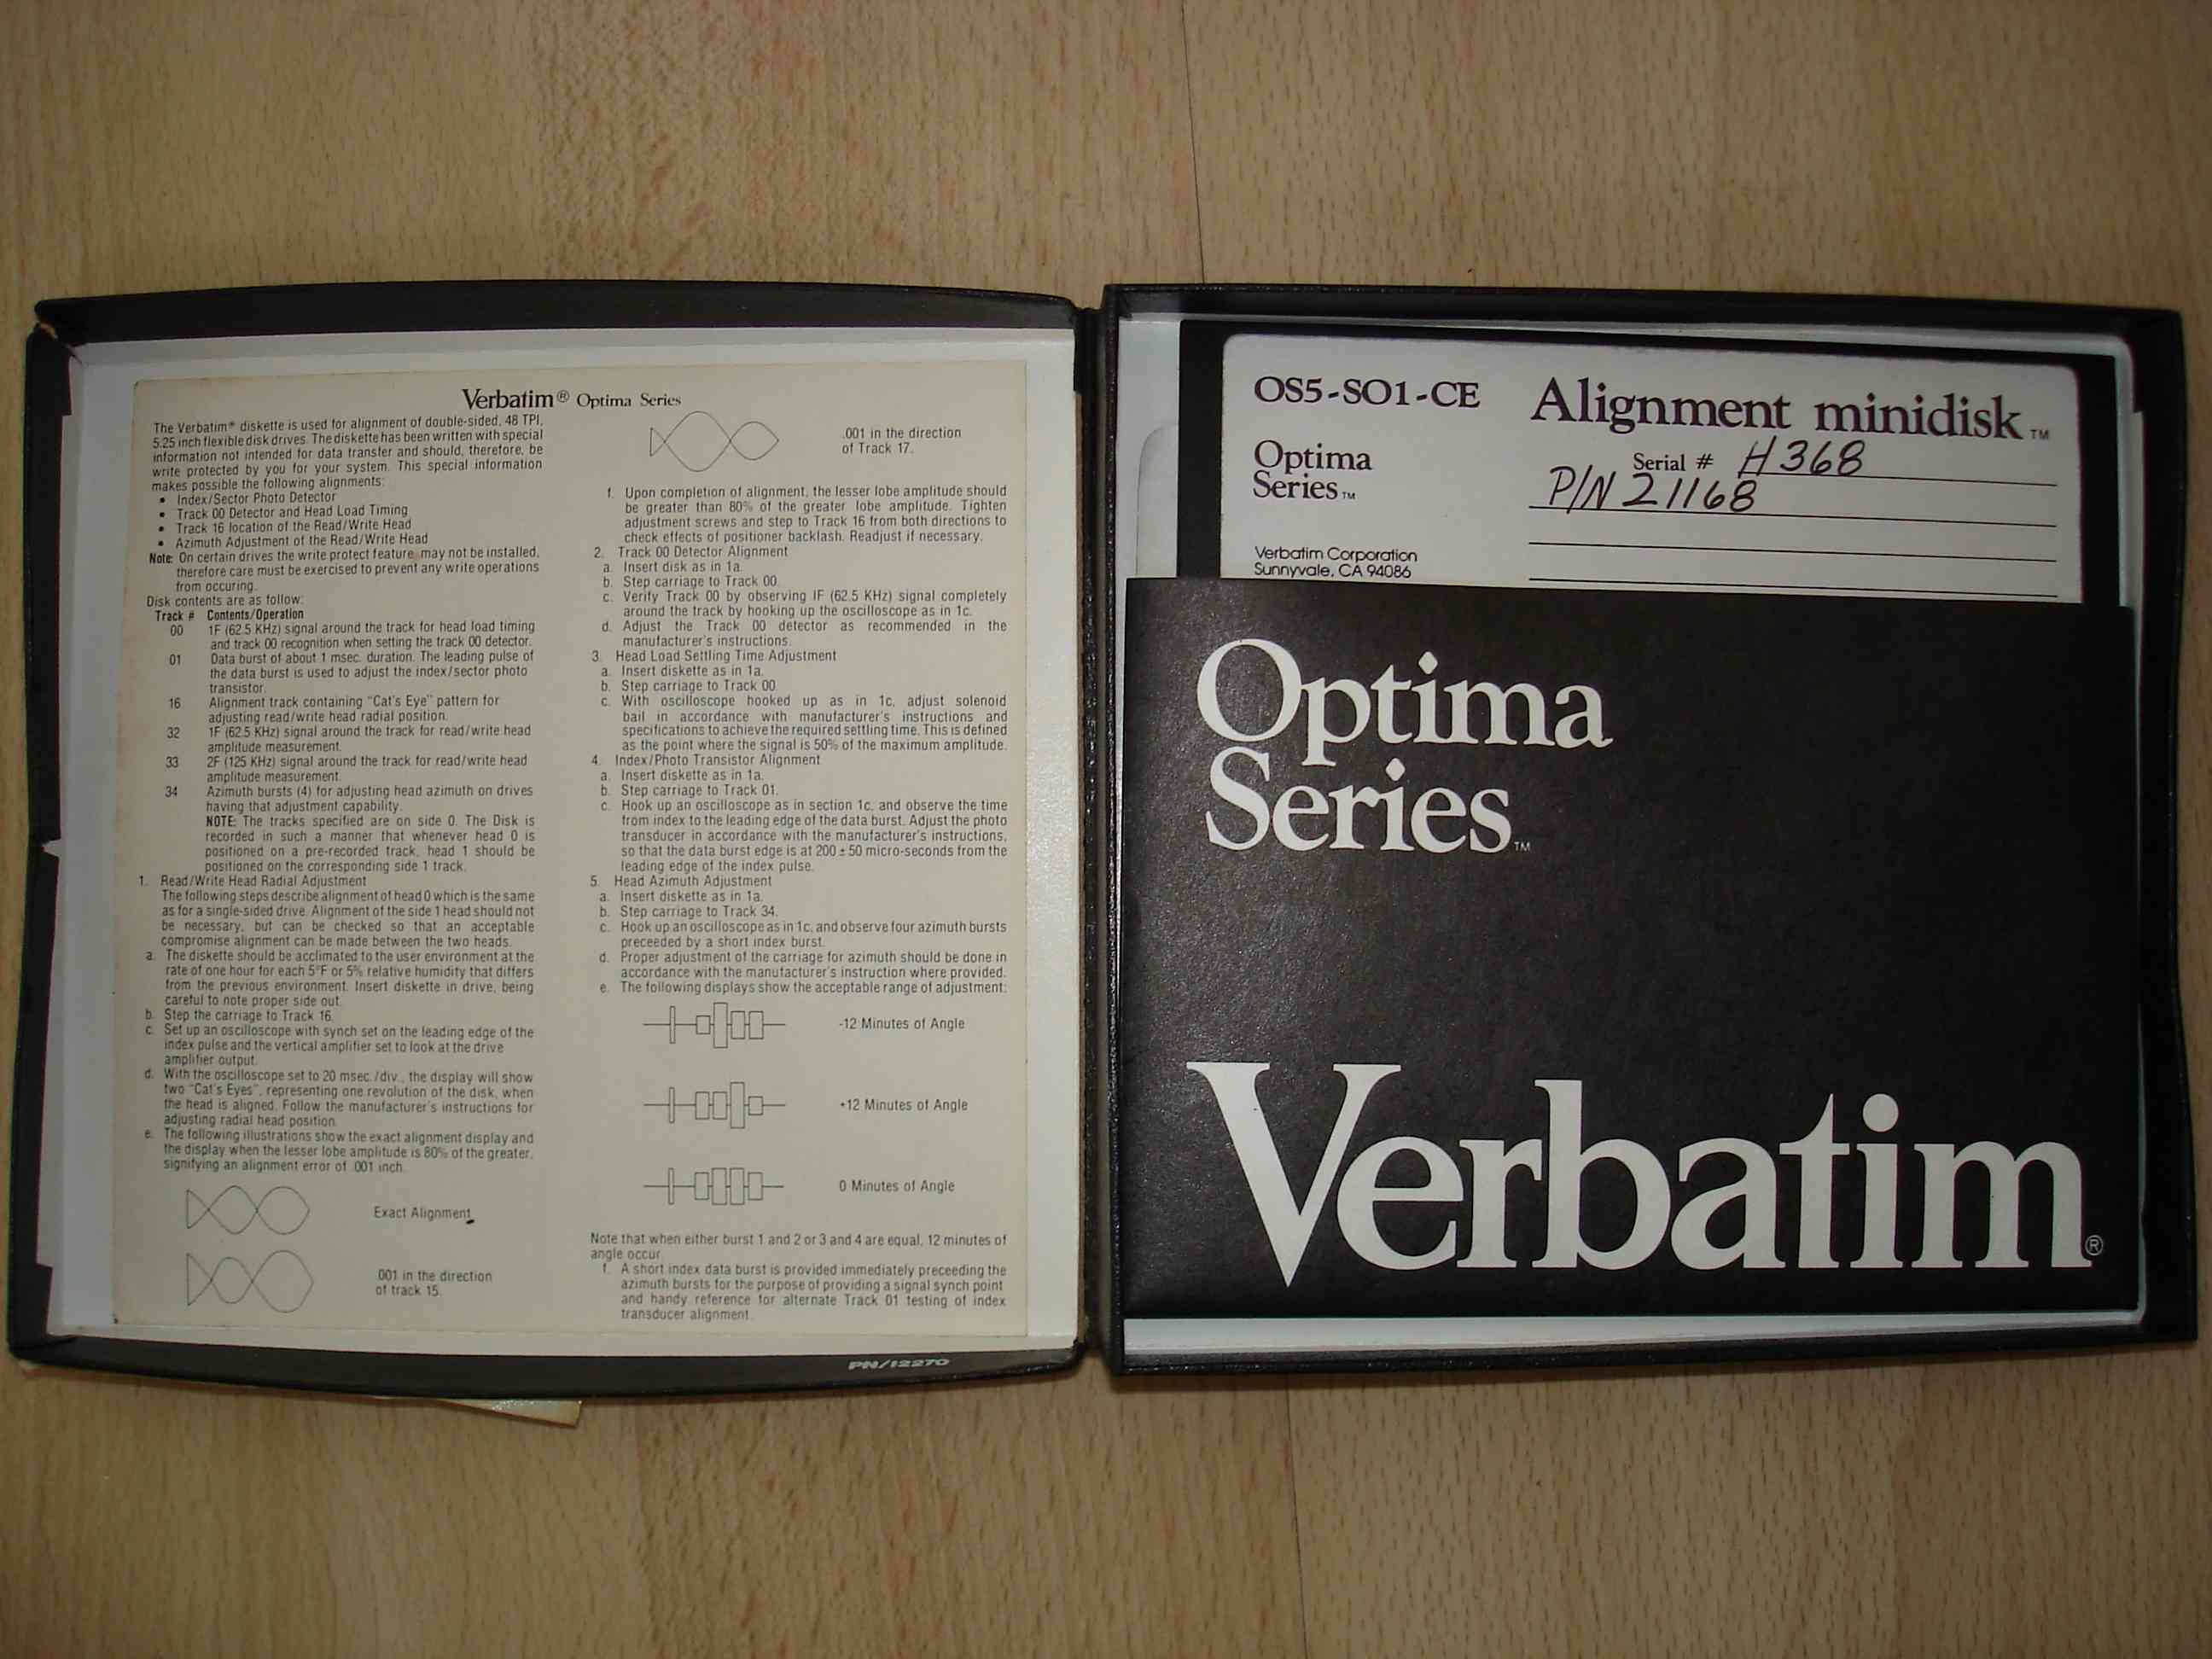 Verbatim® Optima Series
The Verbatim® diskette is used for alignment of double-sided, 48 TPI,
5.25 inch flexible disk drives. The diskette has been written with special
information not intended for data transfer and should, therefore, be
write protected by you for your system. This special information
makes possible the following alignments:
• Index/Sector Photo Detector
• Track 00 Detector and Head Load Timing
• Track 16 location of the Read/Write Head
• Azimuth Adjustment of the Read/Write Head
Note: On certain drives the write protect feature may not be installed,
therefore care must be exercised to prevent any write operations
from occuring.
Disk contents are as follow:
Track # Contents/Operation
00 1F (62.5 KHz) signal around the track for head load timing
and track 00 recognition when setting the track 00 detector.
01 Data burst of about 1 msec. duration. The leading pulse of
the data burst is used to adjust the index/sector photo
transistor.
16 Alignment track containing "Cat's Eye" pattern for
adjusting read/write head radial position.
32 1F (62.5 KHz) signal around the track for read/write head
amplitude measurement.
33 2F (125 KHz) signal around the track for read/write head
amplitude measurement.
34 Azimuth bursts (4) for adjusting head azimuth on drives
having that adjustment capability.
NOTE: The tracks specified are on side 0. The Disk is
recorded in such a manner that whenever head 0 is
positioned on a pre-recorded track, head 1 should be
positioned on the corresponding side 1 track.
1. Read/Write Head Radial Adjustment
The following steps describe alignment of head 0 which is the same
as for a single-sided drive. Alignment of the side 1 head should not
be necessary, but can be checked so that an acceptable
compromise alignment can be made between the two heads.
a. The diskette should be acclimated to the user environment at the
rate of one hour for each 5°F or 5% relative humidity that differs
from the previous environment. Insert diskette in drive, being
careful to note proper side out.
b. Step the carriage to Track 16.
c. Set up an oscilloscope with synch set on the leading edge of the
index pulse and the vertical amplifier set to look at the drive
amplifier output.
d. With the oscilloscope set to 20 msec./div., the display will show
two "Cat's Eyes", representing one revolution of the disk, when
the head is aligned. Follow the manufacturer's instructions for
adjusting radial head position.
e. The following illustrations show the exact alignment display and
the display when the lesser lobe amplitude is 80% of the greater,
signifying an alignment error of .001 inch.
Exact Alignment
.001 in the direction
of track 15.
.001 in the direction
of Track 17.
f. Upon completion of alignment, the lesser lobe amplitude should
be greater than 80% of the greater lobe amplitude. Tighten
adjustment screws and step to Track 16 from both directions to
check effects of positioner backlash. Readjust if necessary.
2. Track 00 Detector Alignment
a. Insert disk as in 1a.
b. Step carriage to Track 00.
c. Verify Track 00 by observing IF (62.5 KHz) signal completely
around the track by hooking up the oscilloscope as in 1c.
d. Adjust the Track 00 detector as recommended in the
manufacturer's instructions.
3. Head Load Settling Time Adjustment
a. Insert diskette as in 1a.
b. Step carriage to Track 00.
c. With oscilloscope hooked up as in 1c, adjust solenoid
bail in accordance with manufacturer's instructions and
specifications to achieve the required settling time. This is defined
as the point where the signal is 50% of the maximum amplitude.
4. Index/Photo Transistor Alignment
a. Insert diskette as in 1a.
b. Step carriage to Track 01.
c. Hook up an oscilloscope as in section 1c, and observe the time
from index to the leading edge of the data burst. Adjust the photo
transducer in accordance with the manufacturer's instructions,
so that the data burst edge is at 200 ± 50 micro-seconds from the
leading edge of the index pulse.
5. Head Azimuth Adjustment
a. Insert diskette as in 1a.
b. Step carriage to Track 34.
c. Hook up an oscilloscope as in 1c, and observe four azimuth bursts
preceeded by a short index burst.
d. Proper adjustment of the carriage for azimuth should be done in
accordance with the manufacturer's instruction where provided.
e. The following displays show the acceptable range of adjustment:
-12 Minutes of Angle
+12 Minutes of Angle
0 Minutes of Angle
Note that when either burst 1 and 2 or 3 and 4 are equal, 12 minutes of
angle occur.
f. A short index data burst is provided immediately preceeding the
azimuth bursts for the purpose of providing a signal synch point
and handy reference for alternate Track 01 testing of index
transducer alignment.
PN/12270
OS5-SO1-CE
Alignment minidisk™
Optima
Series™
Serial # H368
P/N 21168
Verbatim Corporation
Sunnyvale, CA 94086
Optima
Series™
Verbatim®